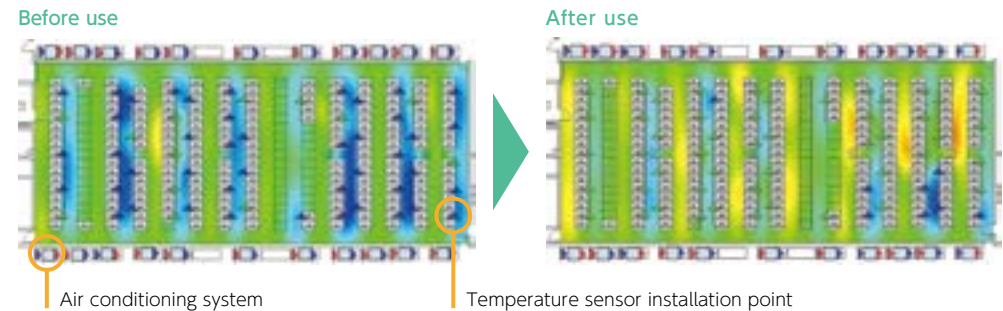 Before use
After use
Air conditioning system
Temperature sensor installation point